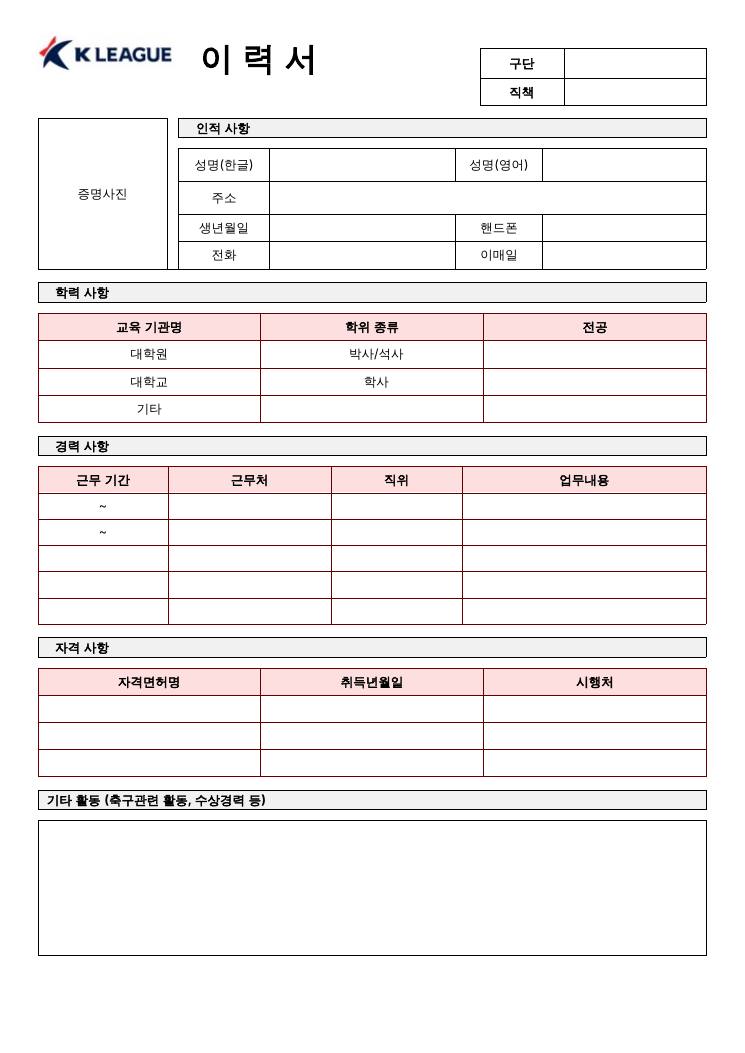 K LEAGUE 이 력 서
구단
직책
증명사진
인적 사항
성명(한글) 성명(영어)
주소
생년월일 핸드폰
전화 이매일
학력 사항
교육 기관명 학위 종류 전공
대학원 박사/석사
대학교 학사
기타
경력 사항
근무 기간 근무처 직위 업무내용
~
~
자격 사항
자격면허명 취득년월일 시행처
기타 활동 (축구관련 활동, 수상경력 등)